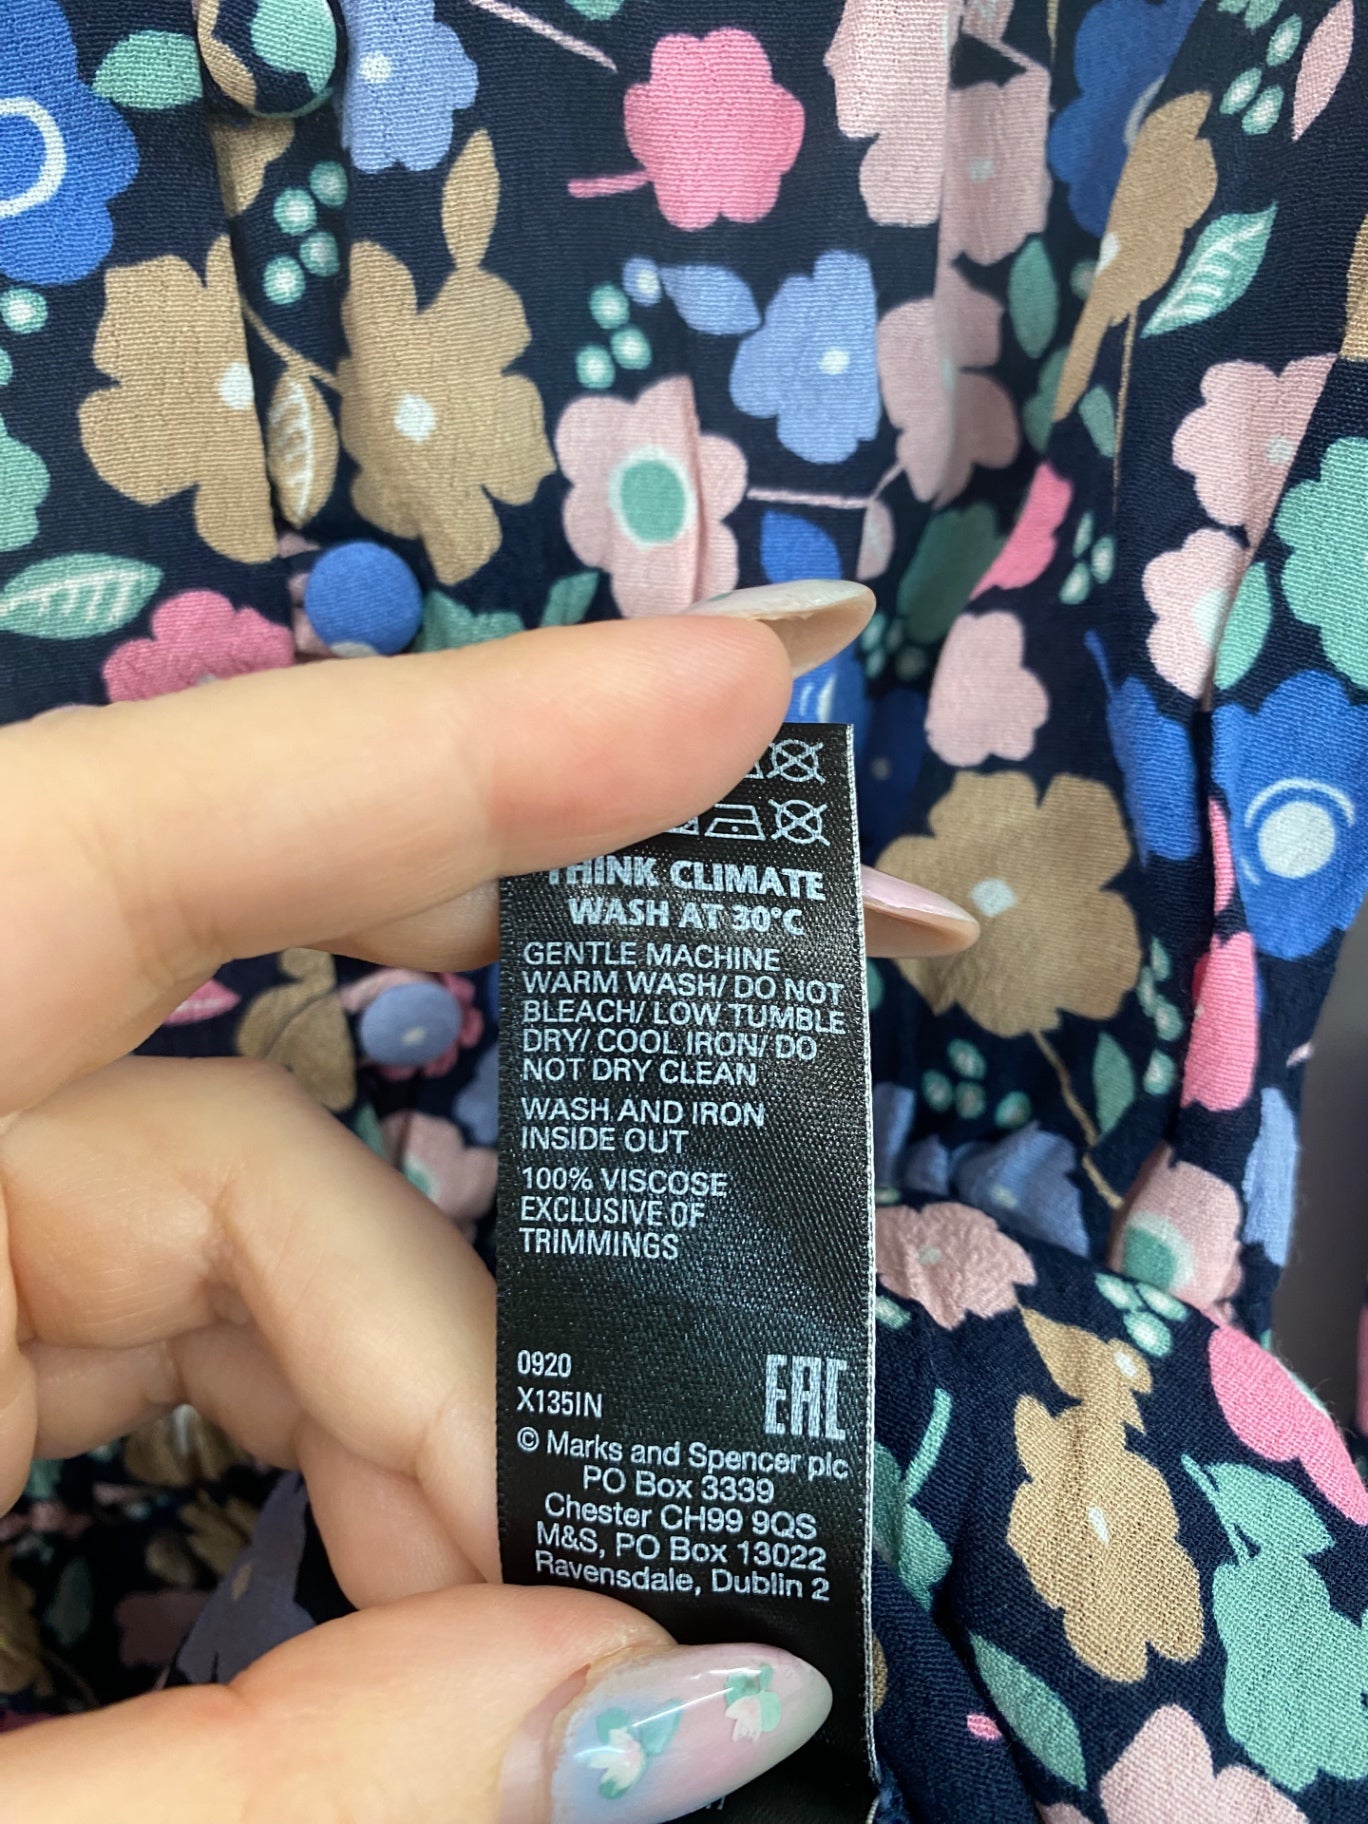 THINK CLIMATE
WASH AT 30°C
GENTLE MACHINE
WARM WASH/ DO NOT
BLEACH/ LOW TUMBLE
DRY/ COOL IRON/ DO
NOT DRY CLEAN
WASH AND IRON
INSIDE OUT
100% VISCOSE
EXCLUSIVE OF
TRIMMINGS
0920
X135IN
EAC
© Marks and Spencer plc
PO Box 3339
Chester CH99 9QS
M&S, PO Box 13022
Ravensdale, Dublin 2